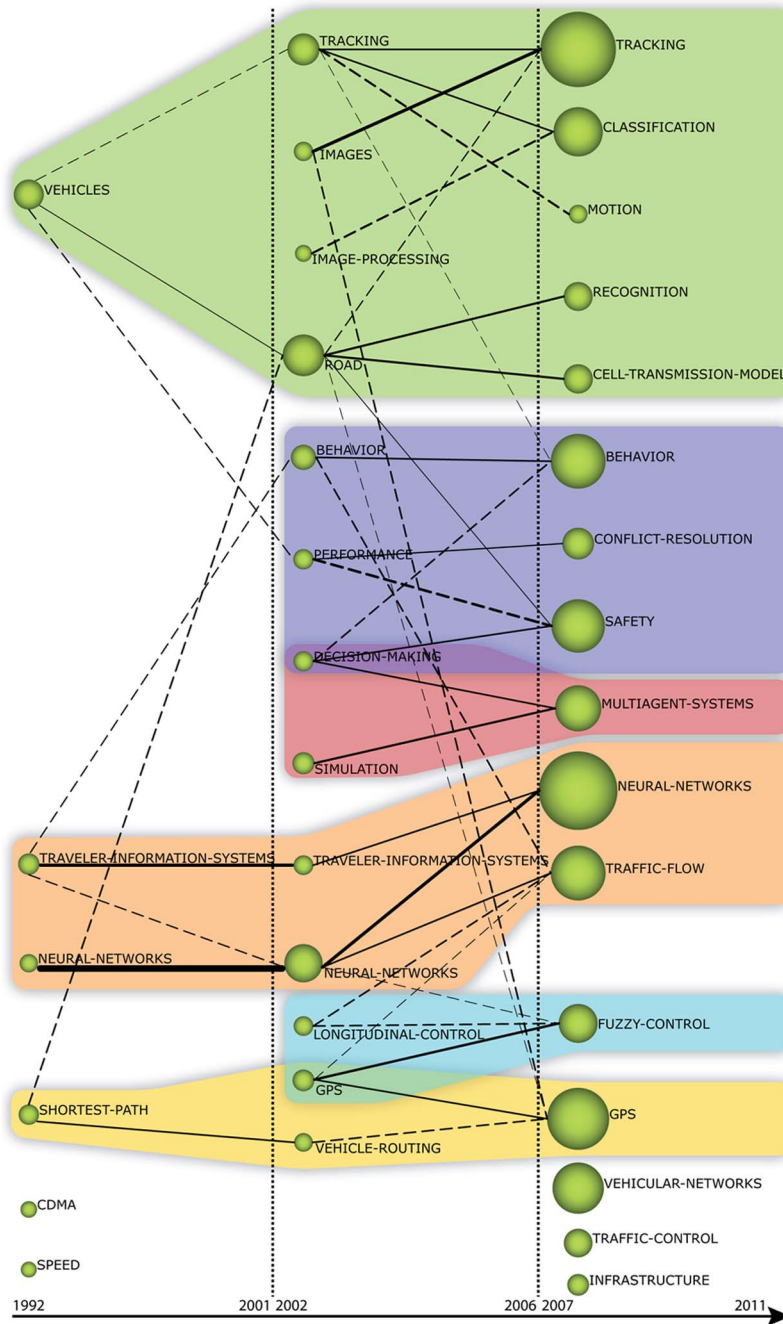 TRACKING
TRACKING
CLASSIFICATION
IMAGES
VEHICLES
MOTION
IMAGE-PROCESSING
RECOGNITION
ROAD
CELL-TRANSMISSION-MODEL
BEHAVIOR
BEHAVIOR
PERFORMANCE
CONFLICT-RESOLUTION
SAFETY
DECISION-MAKING
MULTIAGENT-SYSTEMS
SIMULATION
NEURAL-NETWORKS
TRAVELER-INFORMATION-SYSTEMS
TRAVELER-INFORMATION-SYSTEMS
TRAFFIC-FLOW
NEURAL-NETWORKS
NEURAL-NETWORKS
LONGITUDINAL-CONTROL
FUZZY-CONTROL
GPS
SHORTEST-PATH
GPS
VEHICLE-ROUTING
VEHICULAR-NETWORKS
CDMA
TRAFFIC-CONTROL
SPEED
INFRASTRUCTURE
1992 2001 2002 2006 2007 2011